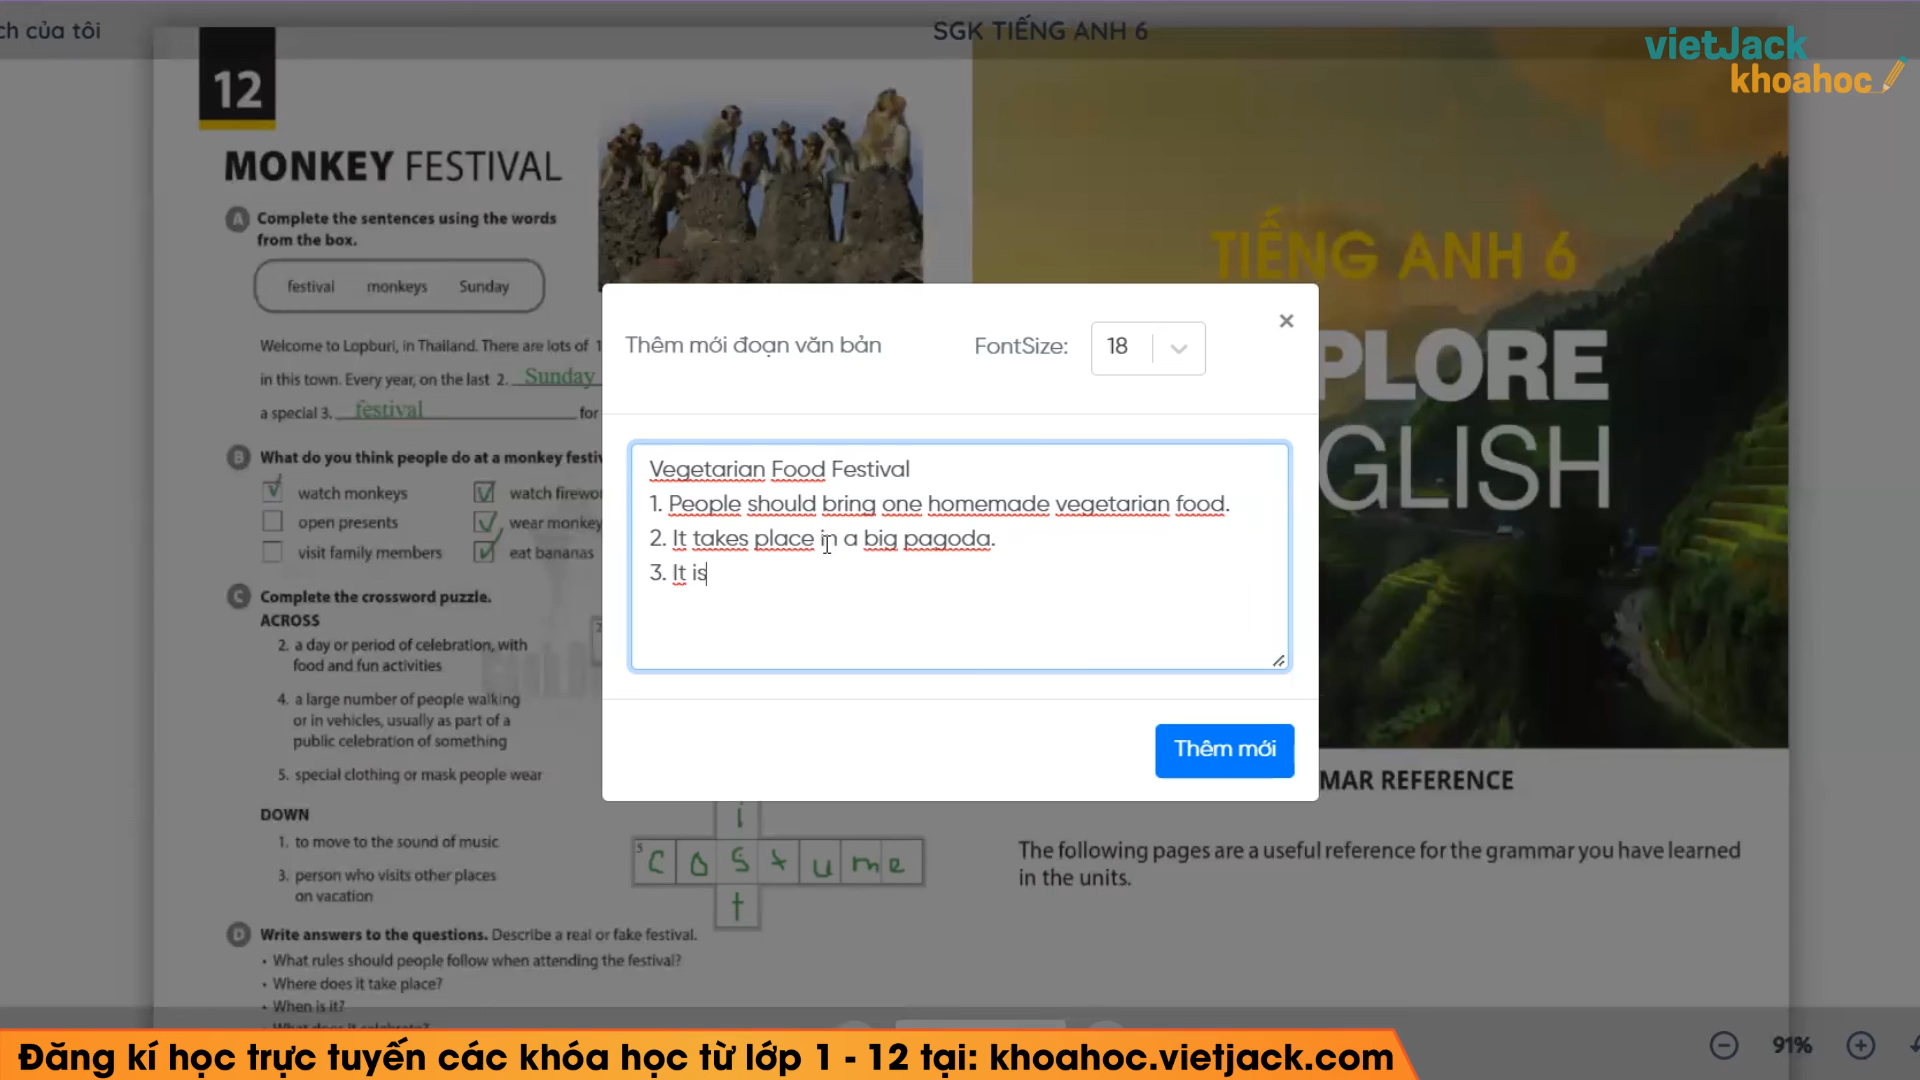 ch của tôi
SGK TIẾNG ANH 6
vietJack
khoahoc
12
MONKEY FESTIVAL
A Complete the sentences using the words
from the box.
festival monkeys Sunday
Welcome to Lopburi, in Thailand. There are lots of 1
in this town. Every year, on the last 2. Sunday
a special 3. festival for
B What do you think people do at a monkey festiv
watch monkeys
watch firewo
open presents
wear monkey
visit family members
eat bananas
C Complete the crossword puzzle.
ACROSS
2. a day or period of celebration, with
food and fun activities
4. a large number of people walking
or in vehicles, usually as part of a
public celebration of something
5. special clothing or mask people wear
DOWN
1. to move to the sound of music
3. person who visits other places
on vacation
i
5 c o s t u m e
t
D Write answers to the questions. Describe a real or fake festival.
• What rules should people follow when attending the festival?
• Where does it take place?
• When is it?
• What does it celebrate?
TIẾNG ANH 6
PLORE
GLISH
MAR REFERENCE
The following pages are a useful reference for the grammar you have learned
in the units.
Thêm mới đoạn văn bản
FontSize: 18
×
Vegetarian Food Festival
1. People should bring one homemade vegetarian food.
2. It takes place in a big pagoda.
3. It is
Thêm mới
91%
Đăng kí học trực tuyến các khóa học từ lớp 1 - 12 tại: khoahoc.vietjack.com